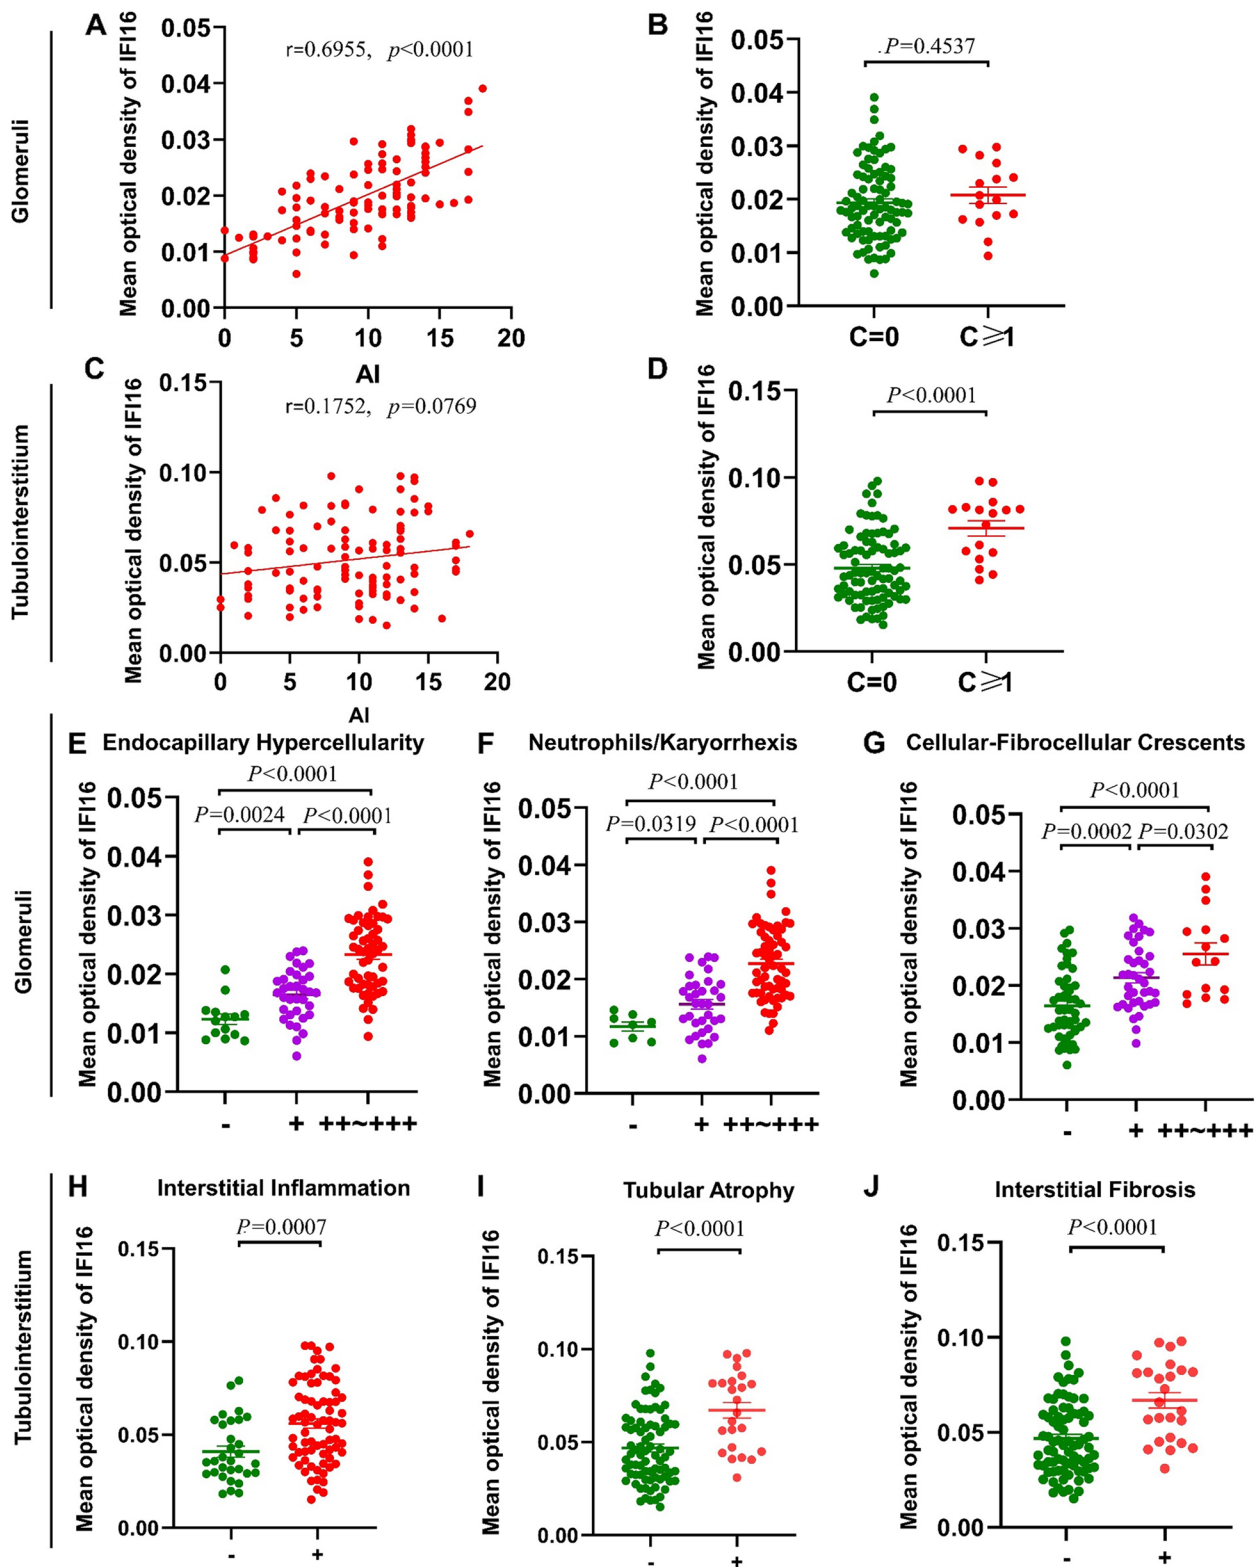 Glomeruli
A
Mean optical density of IFI16
r=0.6955, p<0.0001
0.05
0.04
0.03
0.02
0.01
0.00
0 5 10 15 20
AI
B
Mean optical density of IFI16
P=0.4537
0.05
0.04
0.03
0.02
0.01
0.00
C=0 C⩾1
Tubulointerstitium
C
Mean optical density of IFI16
r=0.1752, p=0.0769
0.15
0.10
0.05
0.00
0 5 10 15 20
AI
D
Mean optical density of IFI16
P<0.0001
0.15
0.10
0.05
0.00
C=0 C⩾1
Glomeruli
E Endocapillary Hypercellularity
Mean optical density of IFI16
P<0.0001
P=0.0024 P<0.0001
0.05
0.04
0.03
0.02
0.01
0.00
- + ++~+++
F Neutrophils/Karyorrhexis
Mean optical density of IFI16
P<0.0001
P=0.0319 P<0.0001
0.05
0.04
0.03
0.02
0.01
0.00
- + ++~+++
G Cellular-Fibrocellular Crescents
Mean optical density of IFI16
P<0.0001
P=0.0002 P=0.0302
0.05
0.04
0.03
0.02
0.01
0.00
- + ++~+++
Tubulointerstitium
H Interstitial Inflammation
Mean optical density of IFI16
P=0.0007
0.15
0.10
0.05
0.00
- +
I Tubular Atrophy
Mean optical density of IFI16
P<0.0001
0.15
0.10
0.05
0.00
- +
J Interstitial Fibrosis
Mean optical density of IFI16
P<0.0001
0.15
0.10
0.05
0.00
- +